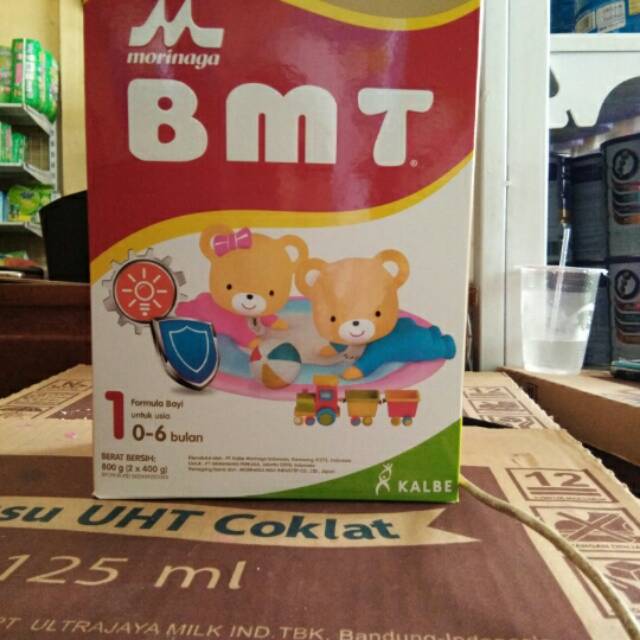 morinaga
BMT®
1
Formula Bayi
untuk usia
0-6 bulan
BERAT BERSIH:
800 g (2 x 400 g)
KALBE
12
su UHT Coklat
125 ml
PT ULTRAJAYA MILK IND TBK. Bandung-Indonesia